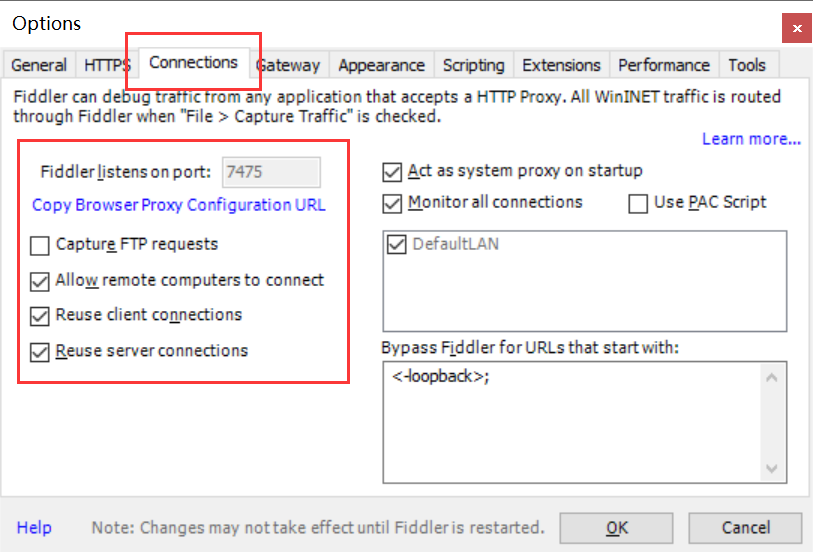 Options
General HTTPS Connections Gateway Appearance Scripting Extensions Performance Tools
Fiddler can debug traffic from any application that accepts a HTTP Proxy. All WinINET traffic is routed
through Fiddler when "File > Capture Traffic" is checked.
Learn more...
Fiddler listens on port: 7475
Copy Browser Proxy Configuration URL
Capture FTP requests
Allow remote computers to connect
Reuse client connections
Reuse server connections
Act as system proxy on startup
Monitor all connections Use PAC Script
DefaultLAN
Bypass Fiddler for URLs that start with:
<-loopback>;
Help Note: Changes may not take effect until Fiddler is restarted. OK Cancel